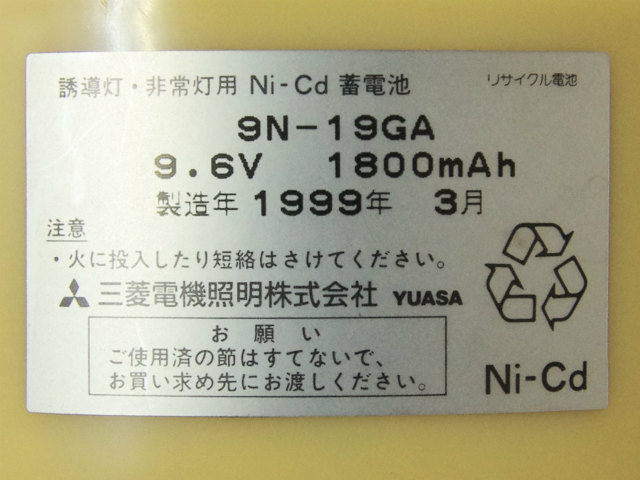 誘導灯・非常灯用 Ni-Cd 蓄電池 リサイクル電池
9N-19GA
9.6V 1800mAh
製造年 1999年 3月
注意
・火に投入したり短絡はさけてください。
三菱電機照明株式会社 YUASA
お願い
ご使用済の節はすてないで、
お買い求め先にお渡しください。
Ni-Cd